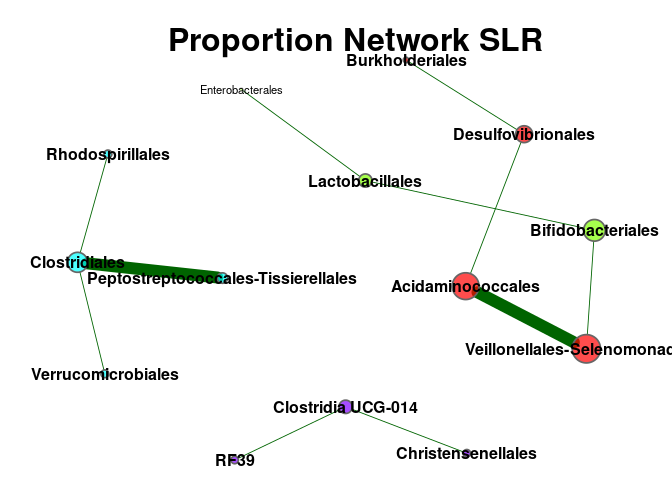 Proportion Network SLR
Burkholderiales
Enterobacterales
Desulfovibrionales
Rhodospirillales
Lactobacillales
Bifidobacteriales
Clostridiales
Peptostreptococcales-Tissierellales
Acidaminococcales
Veillonellales-Selenomonad
Verrucomicrobiales
Clostridia UCG-014
Christensenellales
RF39